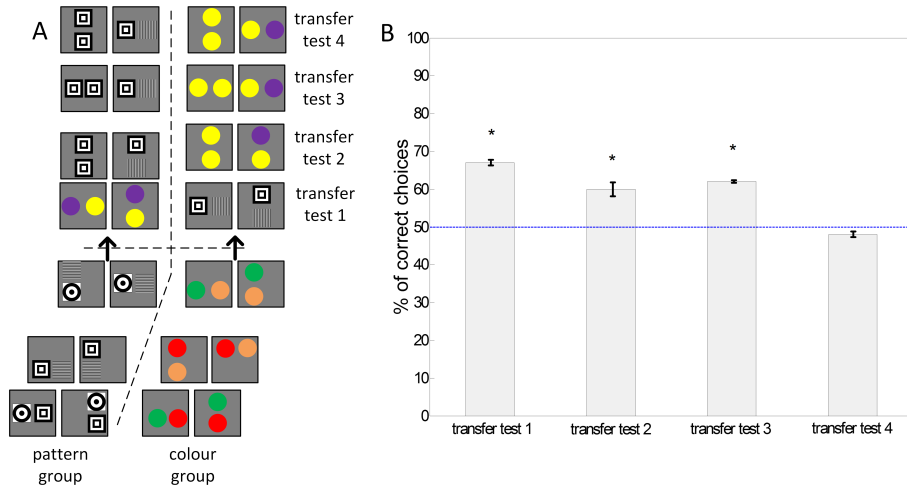 A
transfer
test 4
transfer
test 3
transfer
test 2
transfer
test 1
pattern
group
colour
group
B
% of correct choices
100
90
80
70
60
50
40
30
20
10
0
*
*
*
transfer test 1
transfer test 2
transfer test 3
transfer test 4